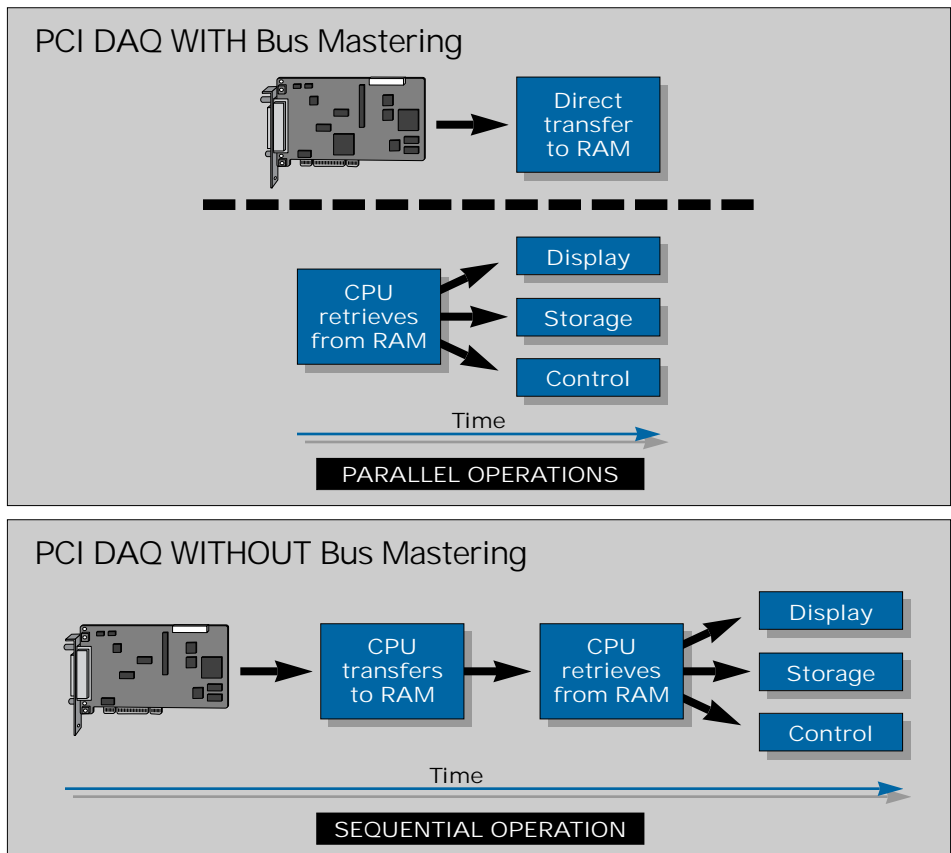 PCI DAQ WITH Bus Mastering
Direct
transfer
to RAM
CPU
retrieves
from RAM
Display
Storage
Control
Time
PARALLEL OPERATIONS
PCI DAQ WITHOUT Bus Mastering
CPU
transfers
to RAM
CPU
retrieves
from RAM
Display
Storage
Control
Time
SEQUENTIAL OPERATION